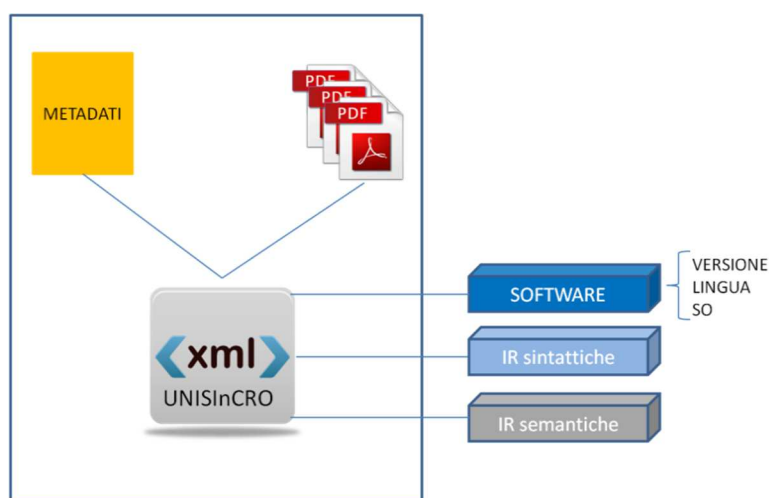 METADATI
PDF
PDF
PDF
xml
UNISInCRO
SOFTWARE
VERSIONE
LINGUA
SO
IR sintattiche
IR semantiche